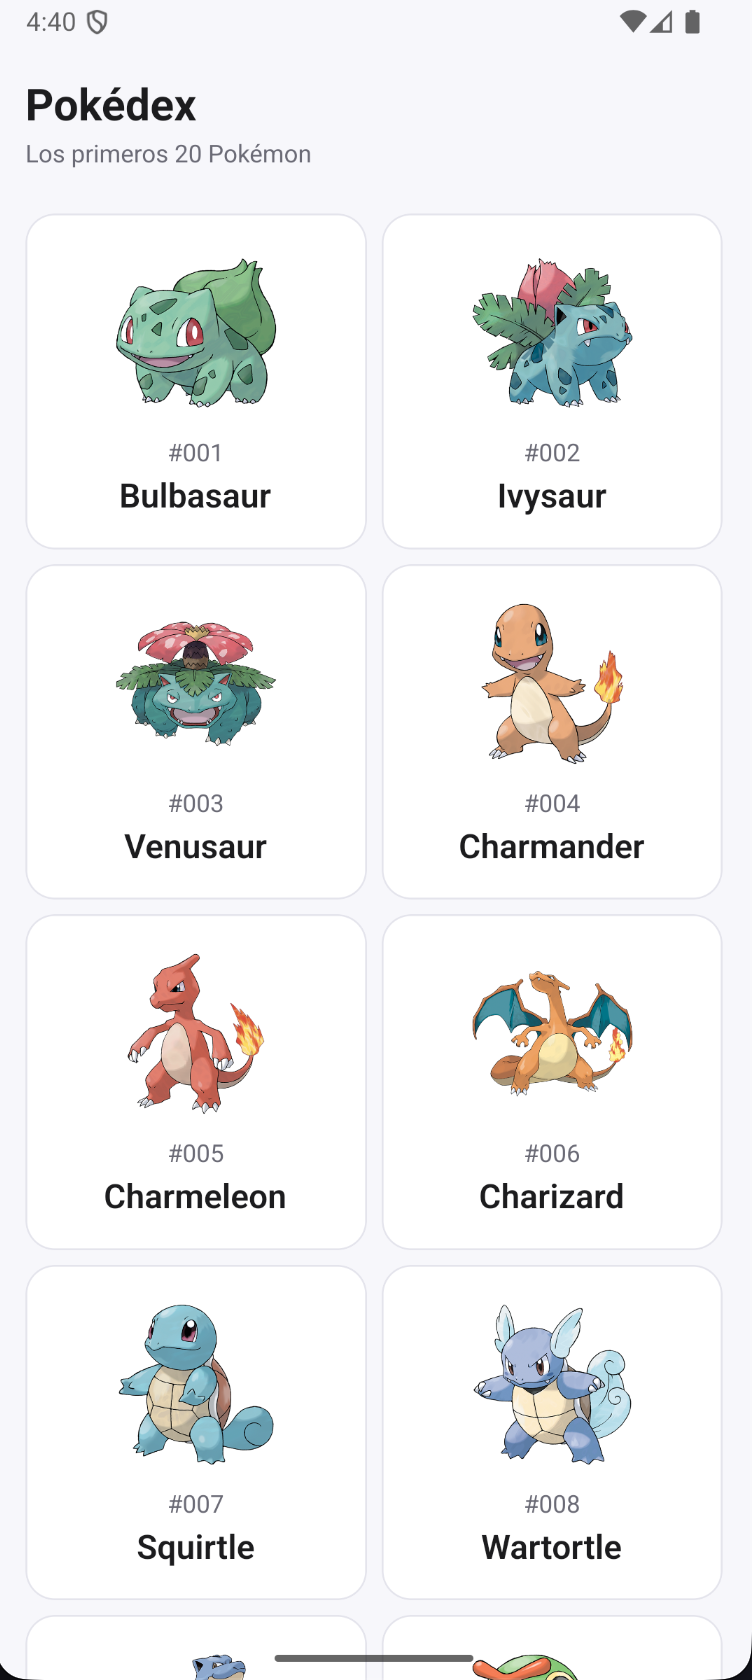 4:40
Pokédex
Los primeros 20 Pokémon
#001
Bulbasaur
#002
Ivysaur
#003
Venusaur
#004
Charmander
#005
Charmeleon
#006
Charizard
#007
Squirtle
#008
Wartortle